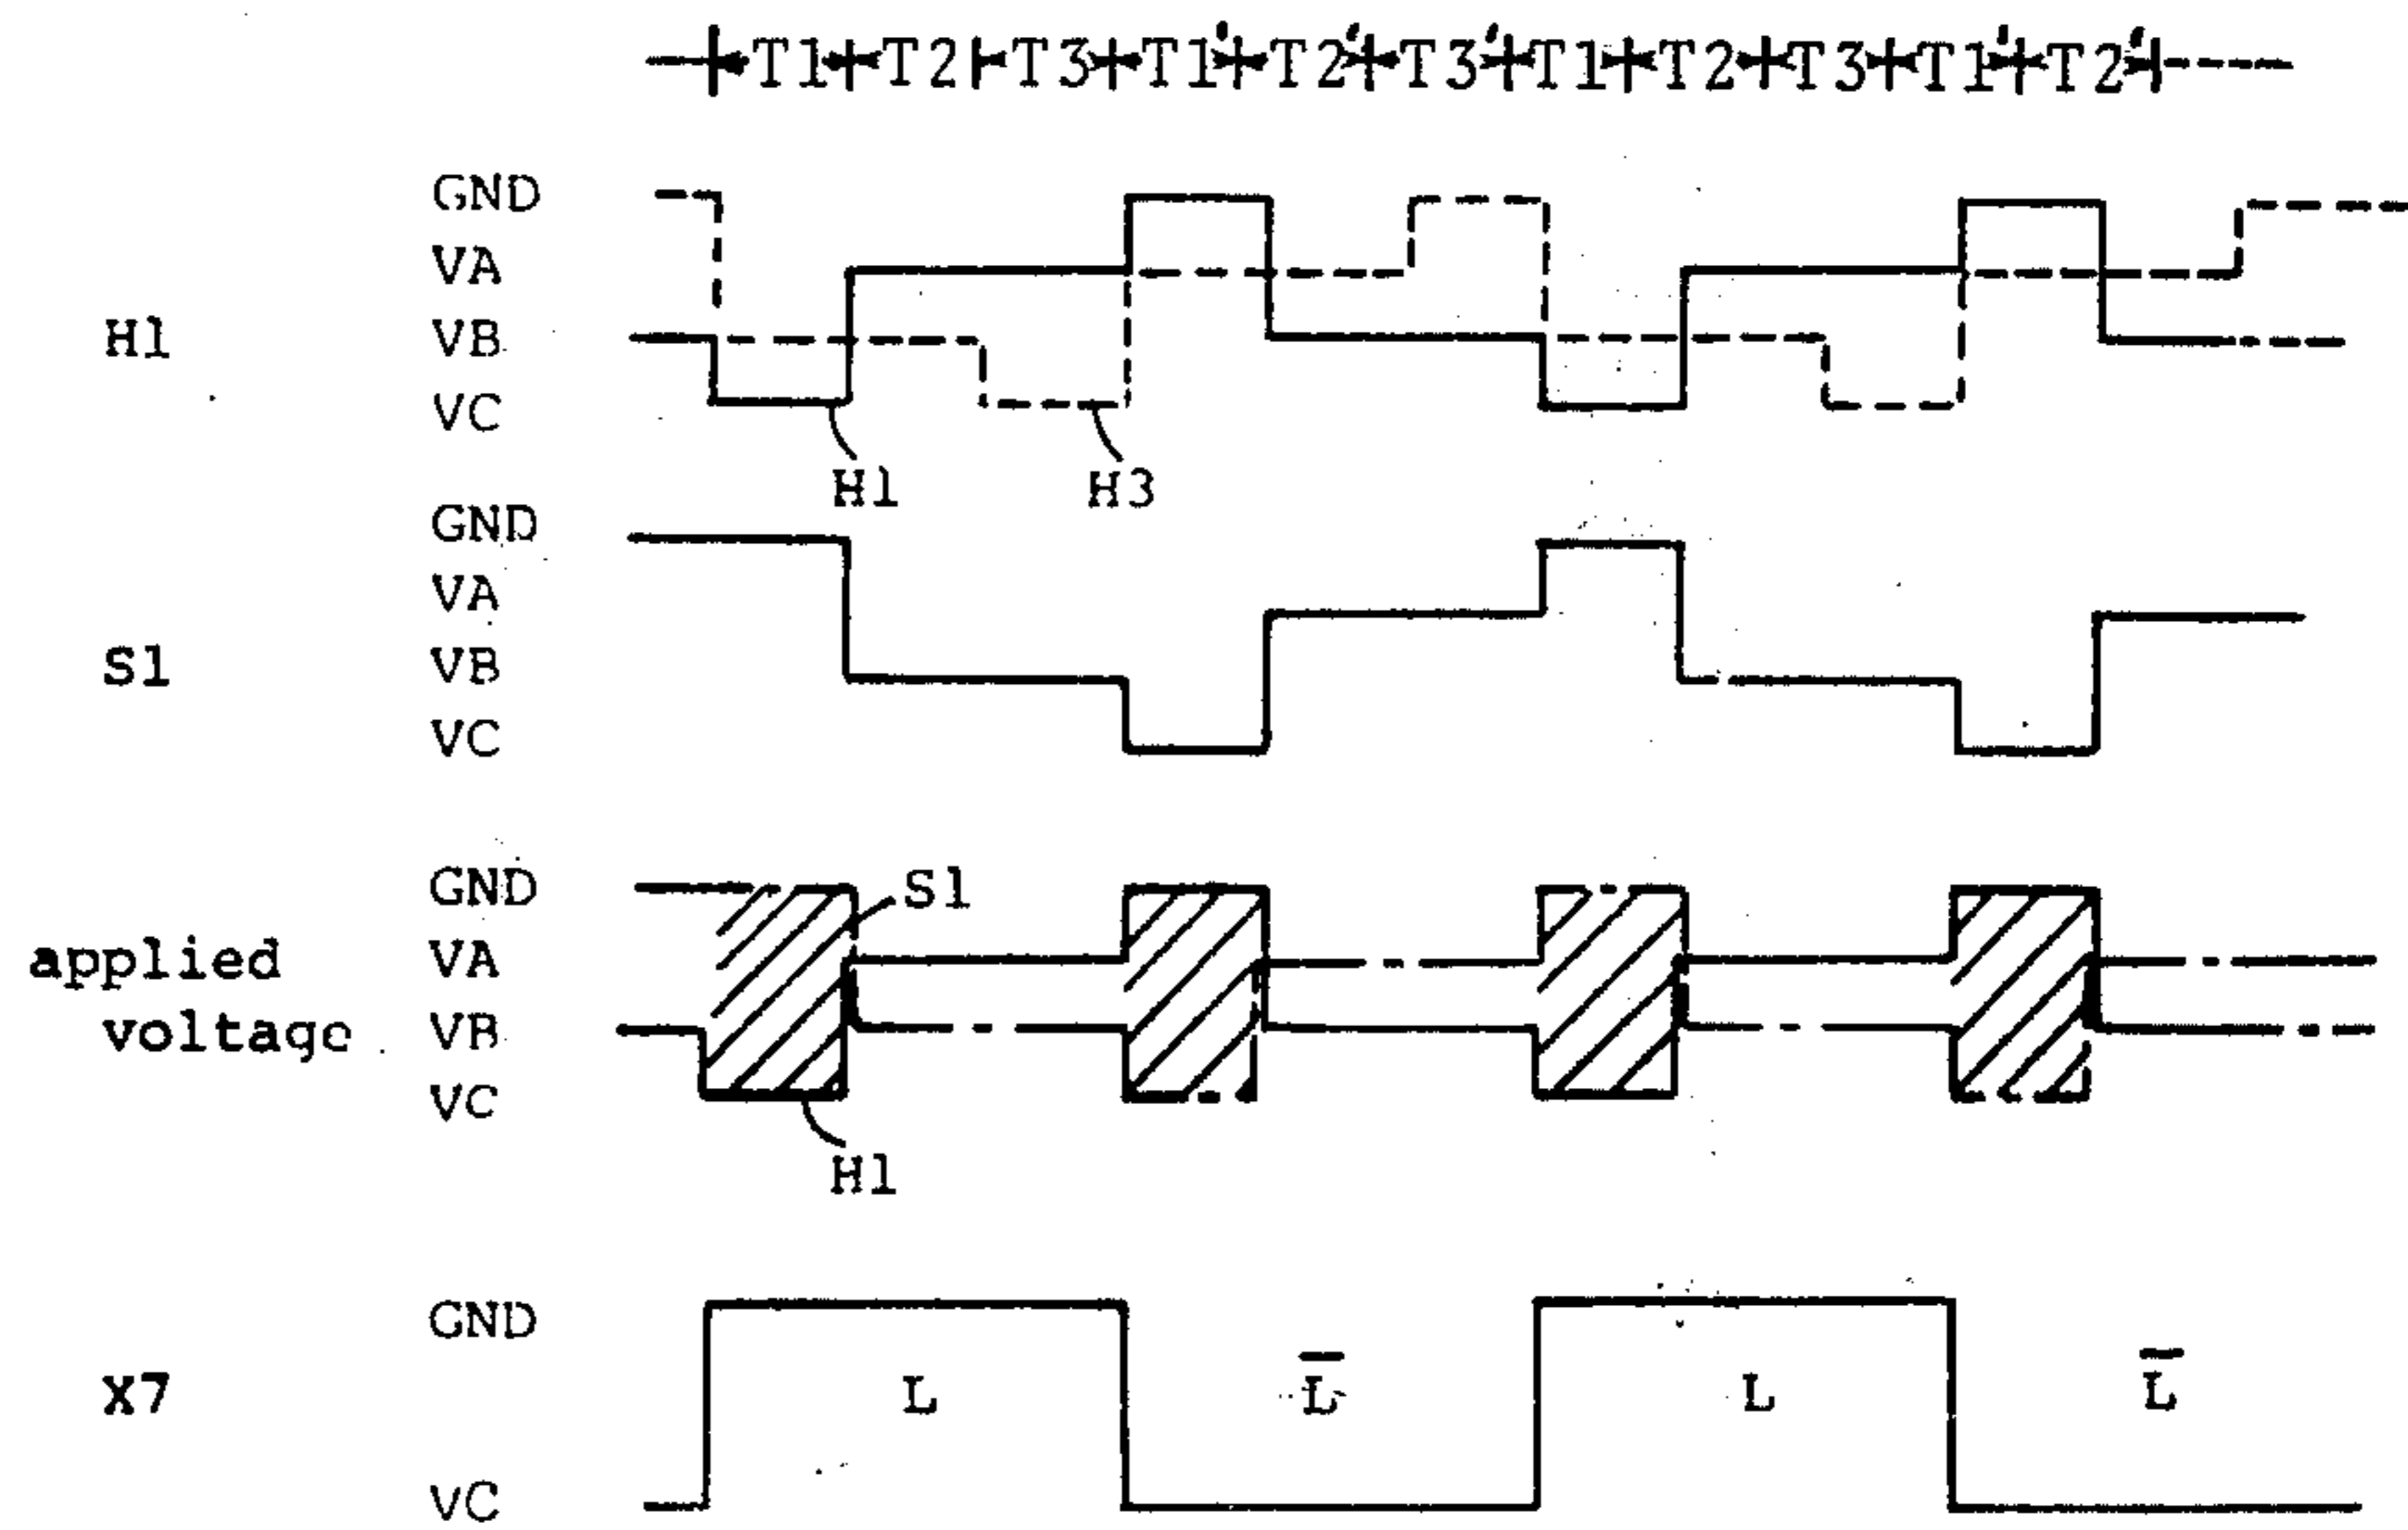 T1 T2 T3 T1' T2' T3' T1 T2 T3 T1' T2'
GND
VA
H1 VB
VC
H1 H3
GND
VA
S1 VB
VC
GND S1
applied VA
voltage VB
VC
H1
GND
X7 L L̅ L L̅
VC